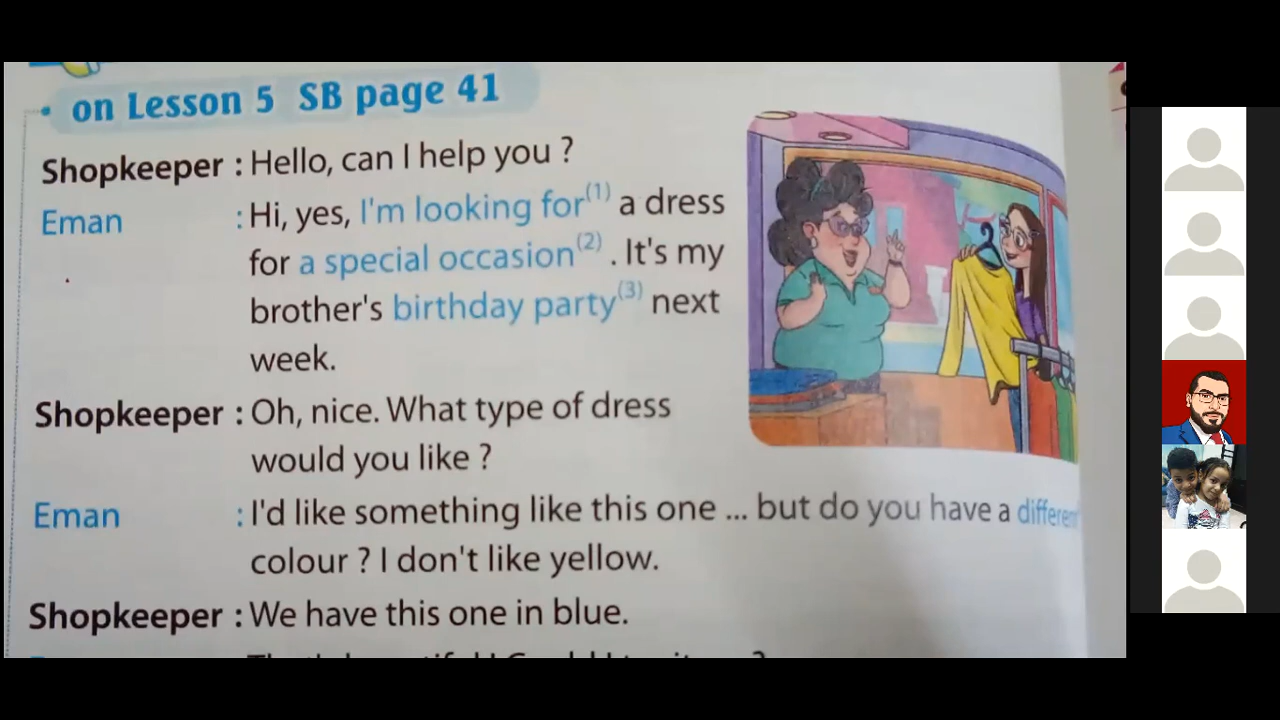 • on Lesson 5 SB page 41
Shopkeeper : Hello, can I help you ?
Eman : Hi, yes, I'm looking for(1) a dress
for a special occasion(2) . It's my
brother's birthday party(3) next
week.
Shopkeeper : Oh, nice. What type of dress
would you like ?
Eman : I'd like something like this one ... but do you have a different
colour ? I don't like yellow.
Shopkeeper : We have this one in blue.